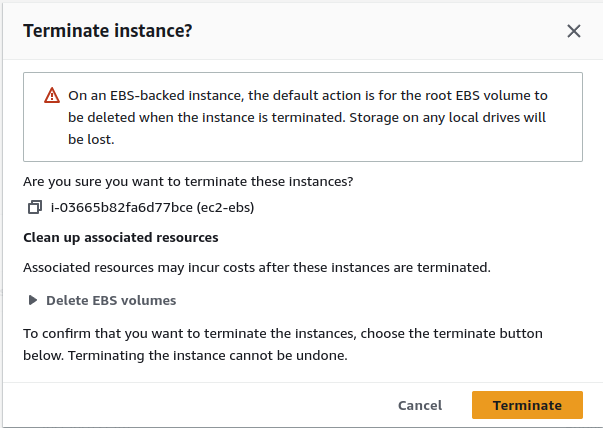 Terminate instance?
On an EBS-backed instance, the default action is for the root EBS volume to
be deleted when the instance is terminated. Storage on any local drives will
be lost.
Are you sure you want to terminate these instances?
i-03665b82fa6d77bce (ec2-ebs)
Clean up associated resources
Associated resources may incur costs after these instances are terminated.
Delete EBS volumes
To confirm that you want to terminate the instances, choose the terminate button
below. Terminating the instance cannot be undone.
Cancel Terminate